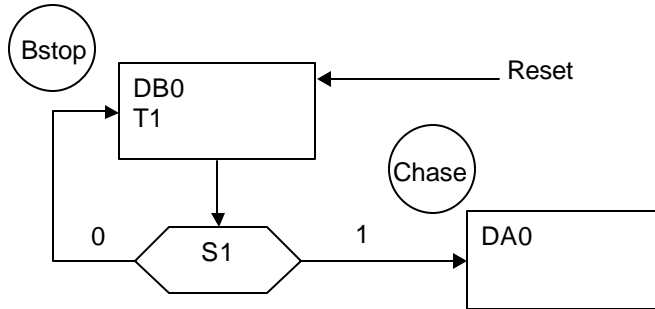 Bstop
Reset
DB0
T1
Chase
0
S1
1
DA0